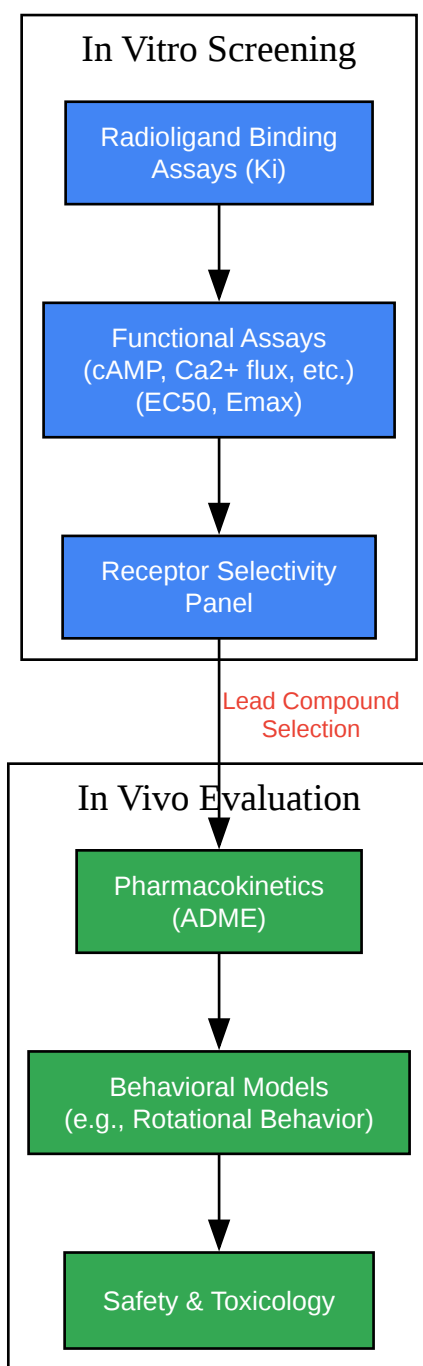 In Vitro Screening
Radioligand Binding
Assays (Ki)
Functional Assays
(cAMP, Ca2+ flux, etc.)
(EC50, Emax)
Receptor Selectivity
Panel
Lead Compound
Selection
In Vivo Evaluation
Pharmacokinetics
(ADME)
Behavioral Models
(e.g., Rotational Behavior)
Safety & Toxicology